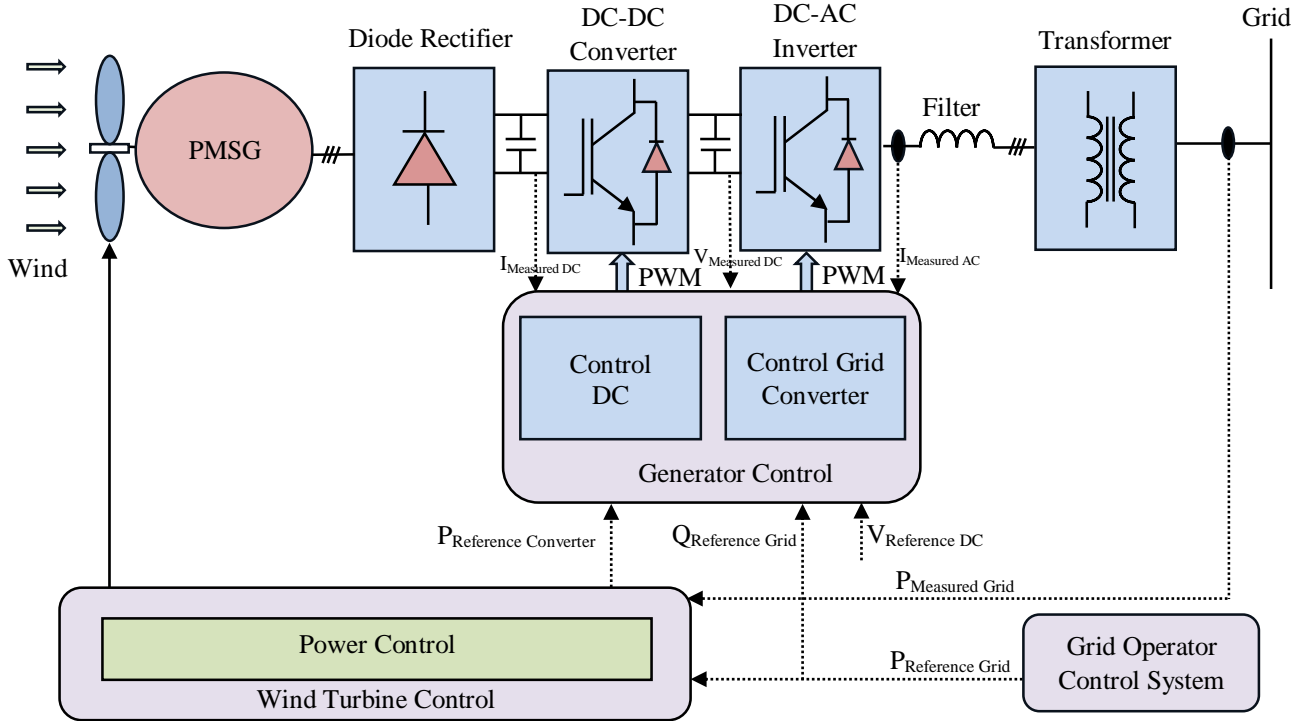 DC-DC
Converter
DC-AC
Inverter
Grid
Diode Rectifier
Transformer
Filter
PMSG
Wind
I Measured DC
V Measured DC
I Measured AC
PWM
PWM
Control
DC
Control Grid
Converter
Generator Control
P Reference Converter
Q Reference Grid
V Reference DC
P Measured Grid
Power Control
Wind Turbine Control
P Reference Grid
Grid Operator
Control System